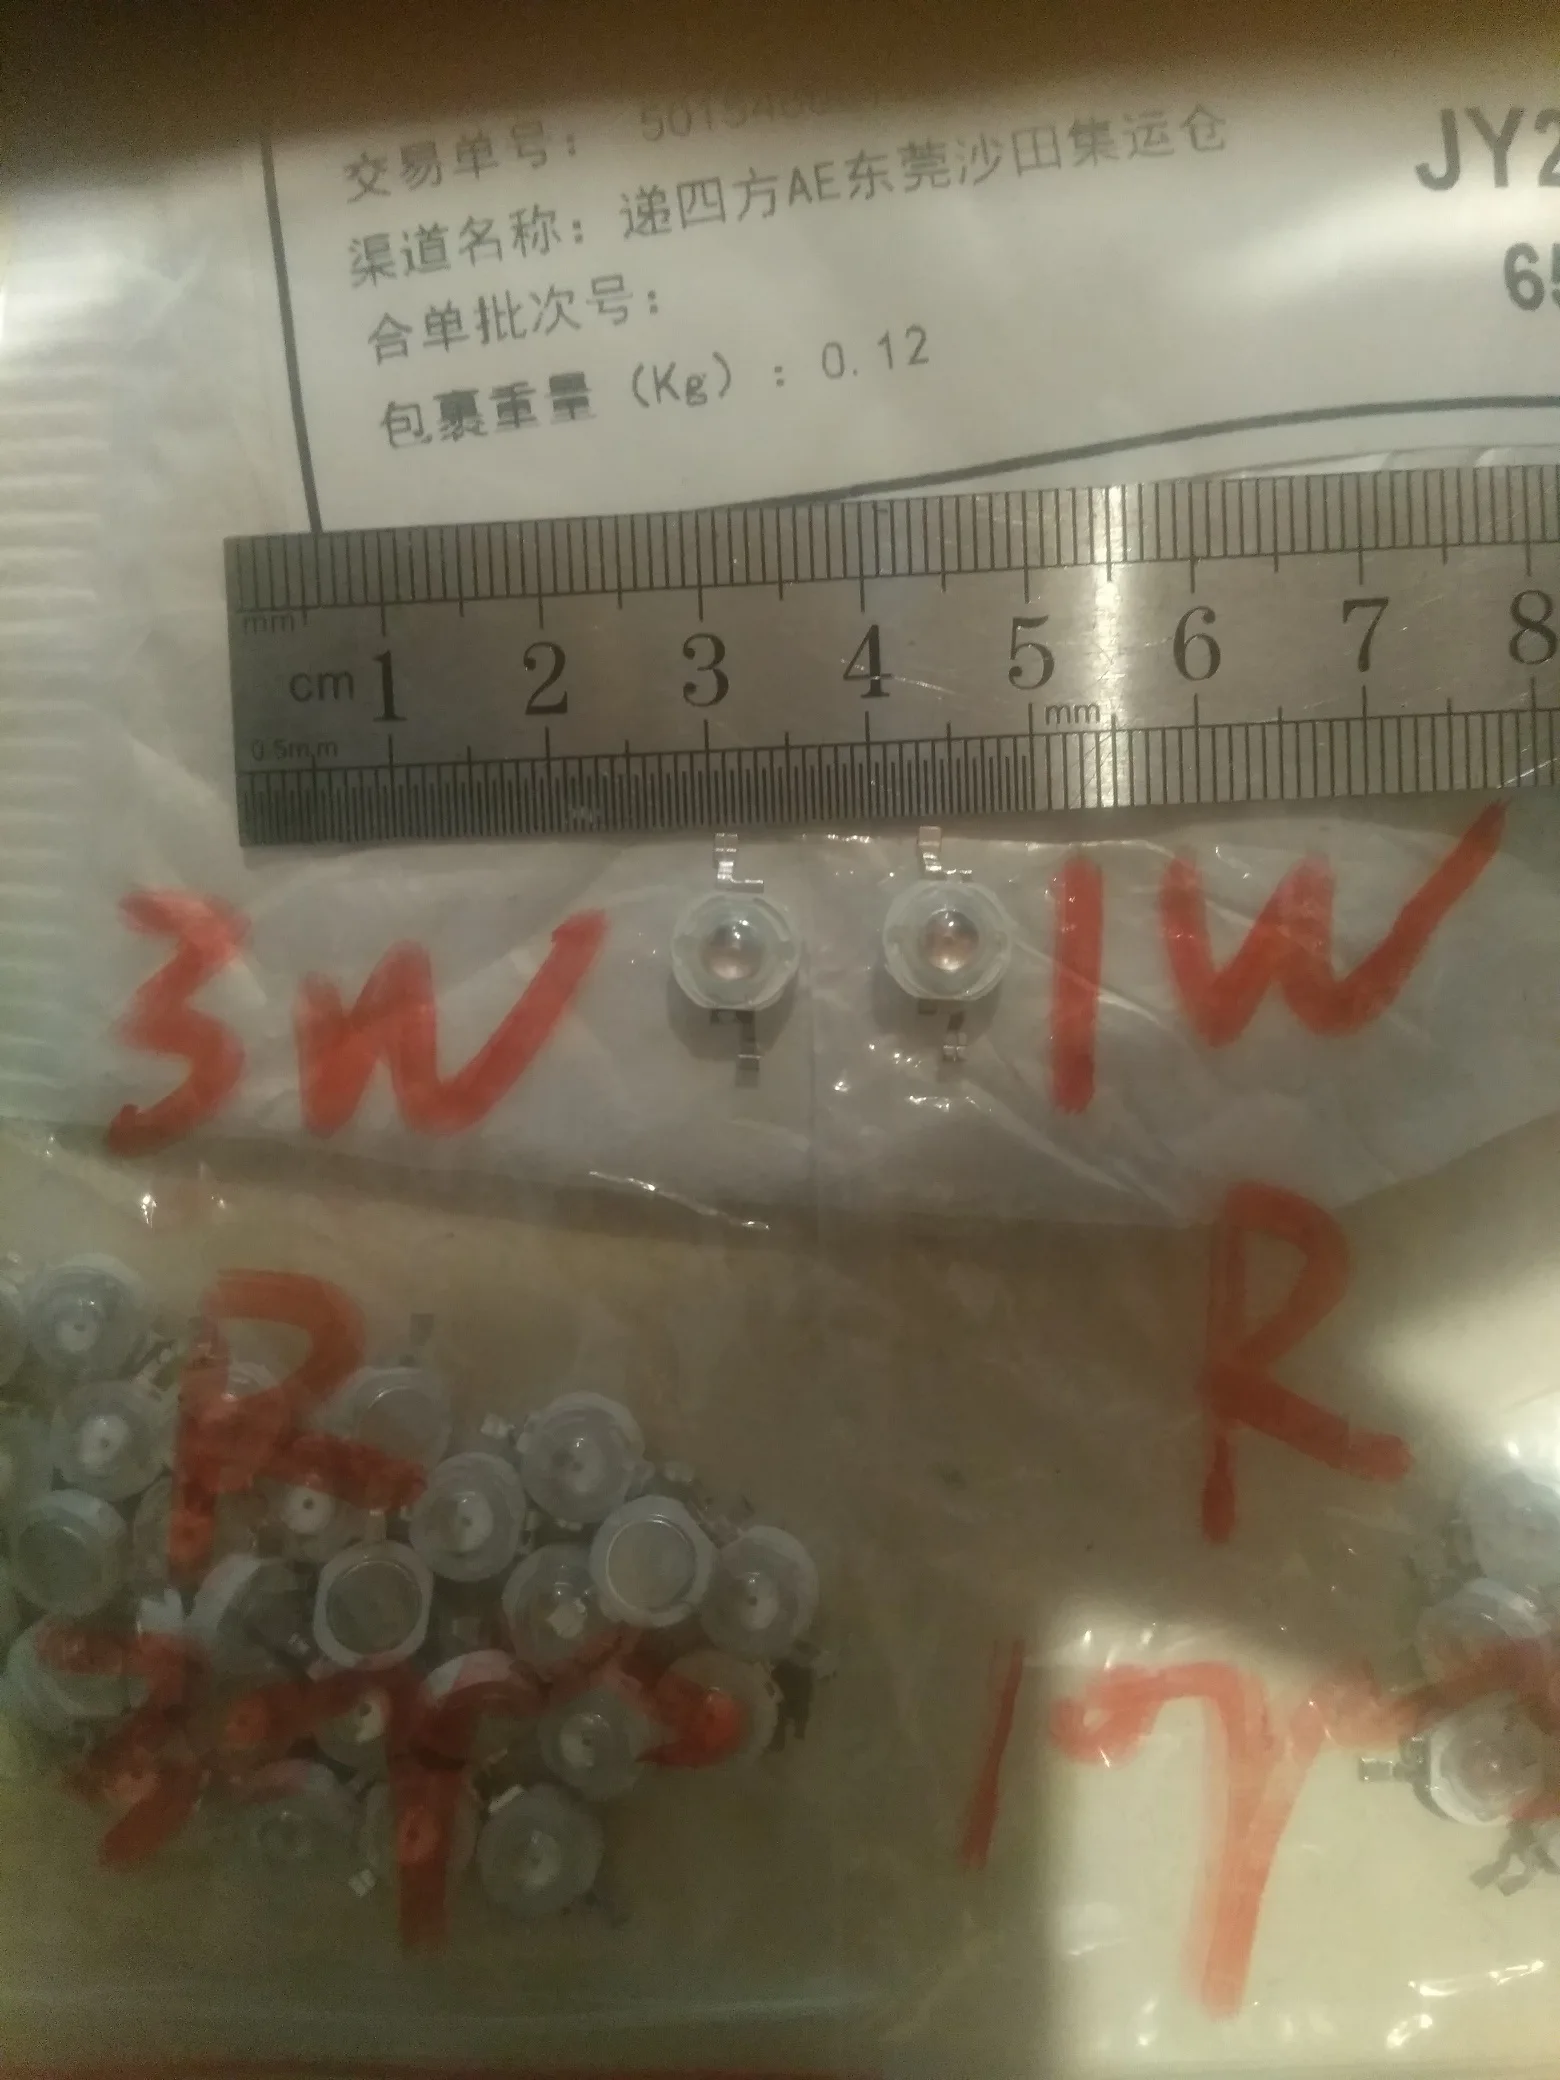 交易单号：
渠道名称：递四方AE东莞沙田集运仓
合单批次号：
包裹重量（Kg）：0.12
JY2
65
mm
cm 1 2 3 4 5 6 7 8
mm
0.5mm
3W
1W
R
R